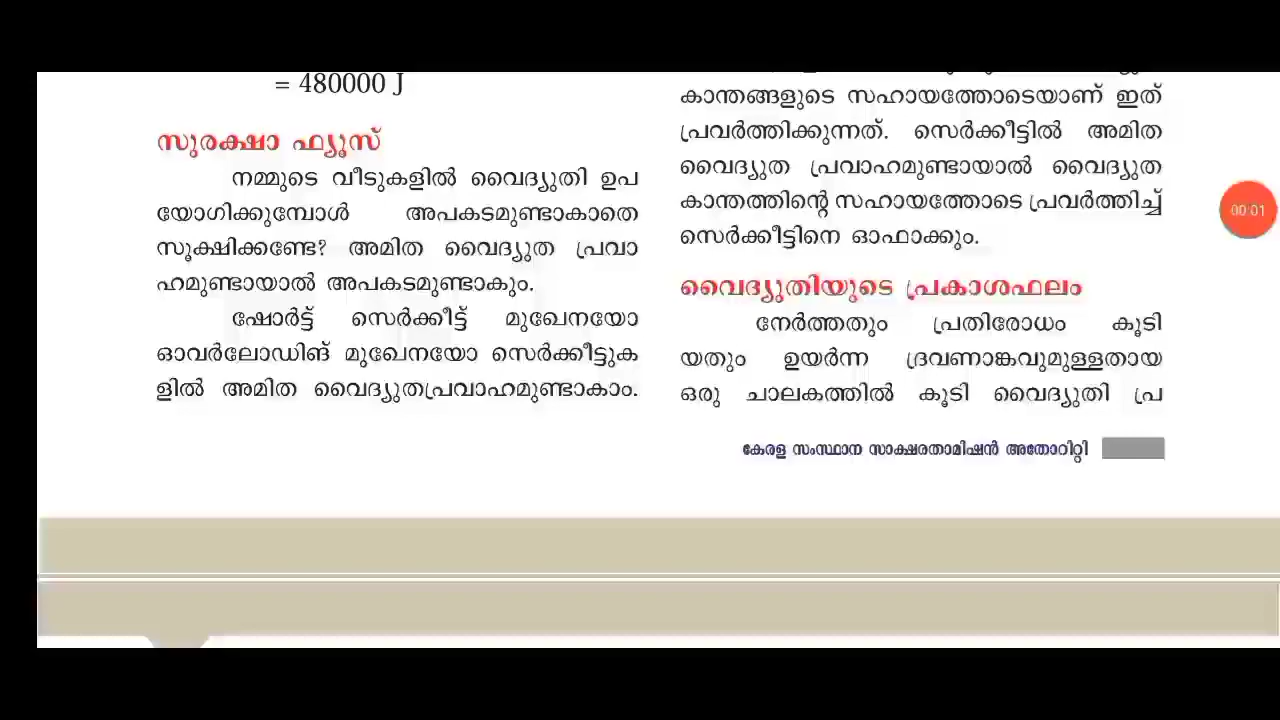 = 480000 J
സുരക്ഷാ ഫ്യൂസ്
നമ്മുടെ വീടുകളിൽ വൈദ്യുതി ഉപ
യോഗിക്കുമ്പോൾ അപകടമുണ്ടാകാതെ
സൂക്ഷിക്കണ്ടേ? അമിത വൈദ്യുത പ്രവാ
ഹമുണ്ടായാൽ അപകടമുണ്ടാകും.
ഷോർട്ട് സെർക്കീട്ട് മുഖേനയോ
ഓവർലോഡിങ് മുഖേനയോ സെർക്കീട്ടുക
ളിൽ അമിത വൈദ്യുതപ്രവാഹമുണ്ടാകാം.
കാന്തങ്ങളുടെ സഹായത്തോടെയാണ് ഇത്
പ്രവർത്തിക്കുന്നത്. സെർക്കീട്ടിൽ അമിത
വൈദ്യുത പ്രവാഹമുണ്ടായാൽ വൈദ്യുത
കാന്തത്തിന്റെ സഹായത്തോടെ പ്രവർത്തിച്ച്
സെർക്കീട്ടിനെ ഓഫാക്കും.
വൈദ്യുതിയുടെ പ്രകാശഫലം
നേർത്തതും പ്രതിരോധം കൂടി
യതും ഉയർന്ന ദ്രവണാങ്കവുമുള്ളതായ
ഒരു ചാലകത്തിൽ കൂടി വൈദ്യുതി പ്ര
കേരള സംസ്ഥാന സാക്ഷരതാമിഷൻ അതോറിറ്റി
00:01